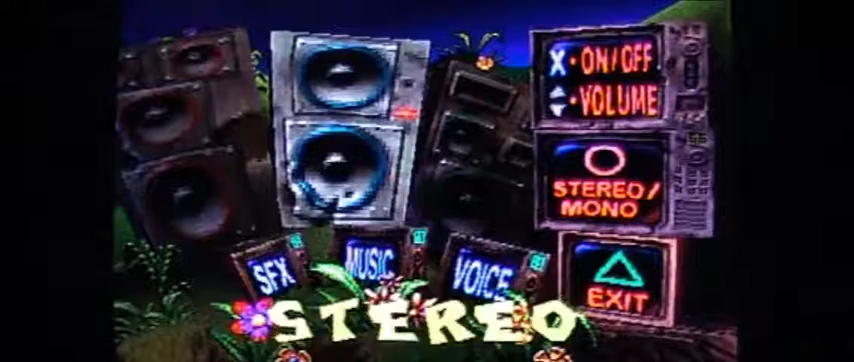 X • ON/OFF
• VOLUME
STEREO/
MONO
SFX
MUSIC
VOICE
EXIT
STEREO